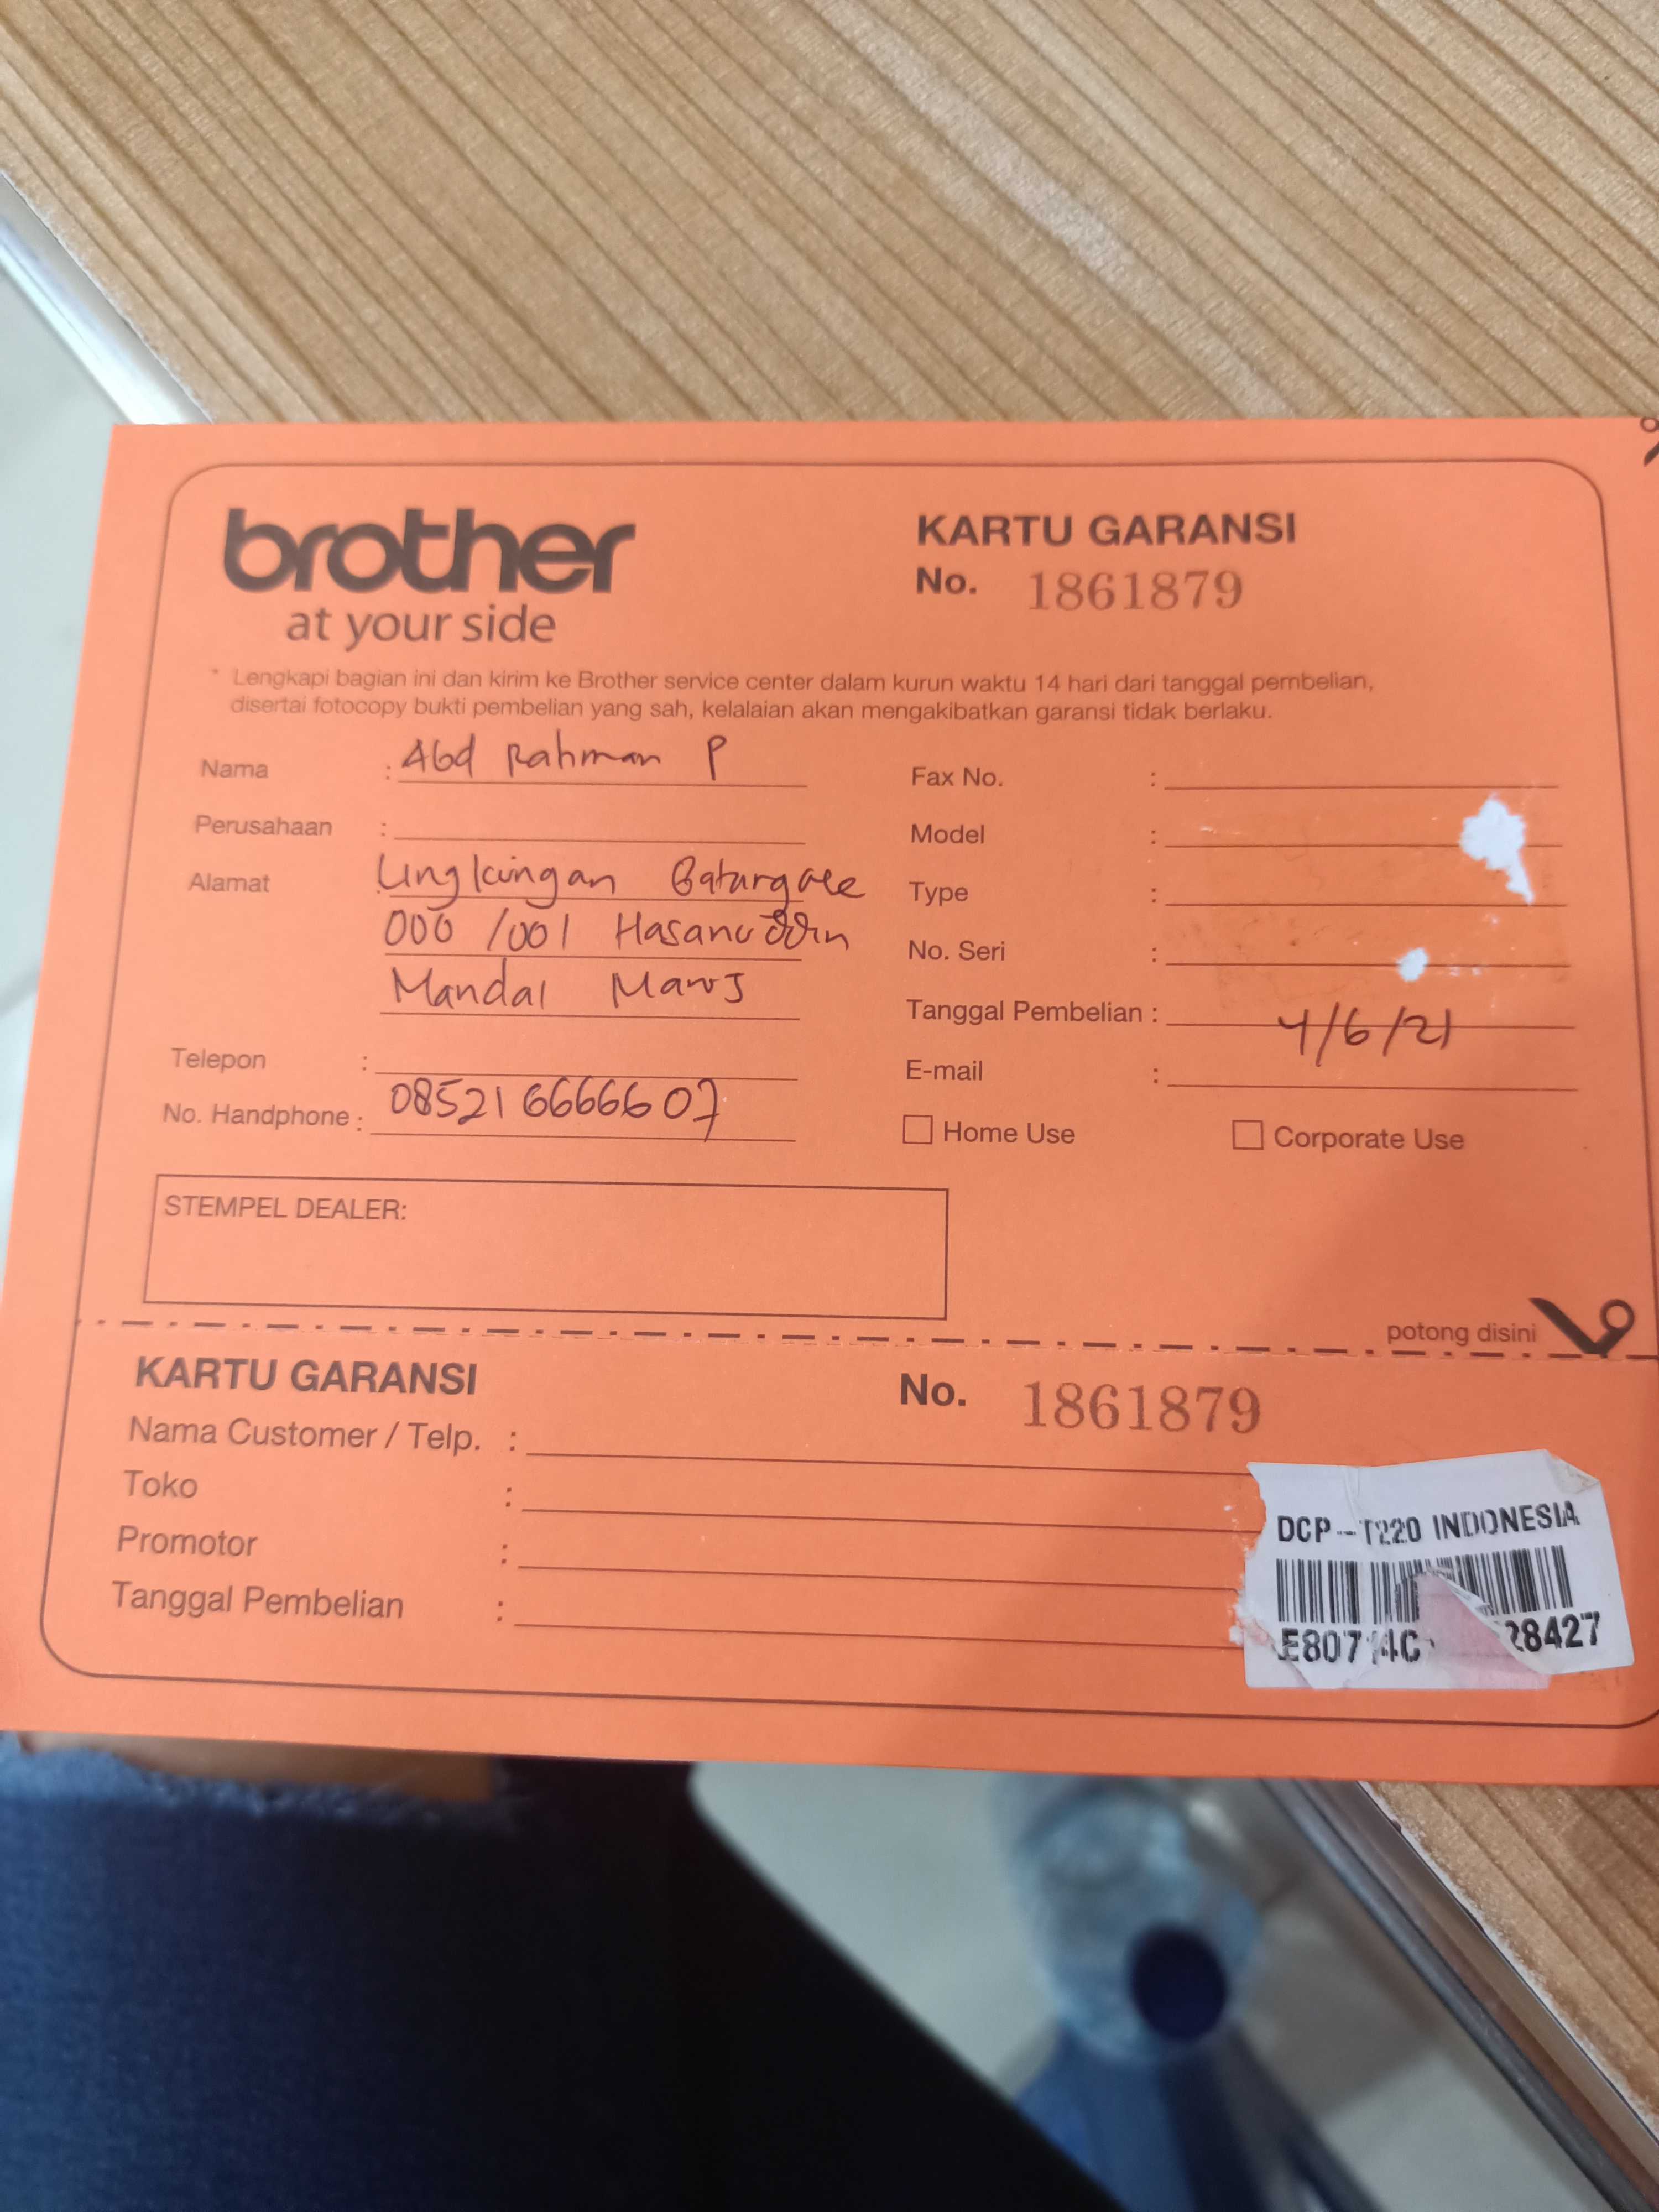 brother
at your side
KARTU GARANSI
No. 1861879
* Lengkapi bagian ini dan kirim ke Brother service center dalam kurun waktu 14 hari dari tanggal pembelian,
disertai fotocopy bukti pembelian yang sah, kelalaian akan mengakibatkan garansi tidak berlaku.
Nama : Abd Rahman P
Perusahaan :
Alamat : Lingkungan
000 /001 Hasanuddin
Mandai Maros
Telepon :
No. Handphone : 085216666607
Fax No. :
Model :
Type :
No. Seri :
Tanggal Pembelian : 4/6/21
E-mail :
Home Use Corporate Use
STEMPEL DEALER:
potong disini
KARTU GARANSI No. 1861879
Nama Customer / Telp. :
Toko :
Promotor :
Tanggal Pembelian :
DCP-T220 INDONESIA
28427